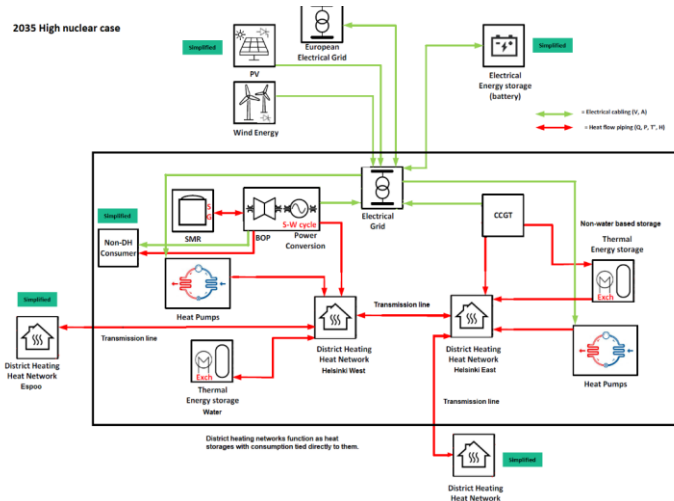 2035 High nuclear case
Simplified
PV
European
Electrical Grid
Simplified
Electrical
Energy storage
(battery)
Wind Energy
= Electrical cabling (V, A)
= Heat flow piping (Q, P, T°, H)
Electrical
Grid
Simplified
Non-DH
Consumer
S
G
SMR
BOP
S-W cycle
Power
Conversion
CCGT
Non-water based storage
Thermal
Energy storage
Exch
Heat Pumps
Simplified
District Heating
Heat Network
Espoo
Transmission line
District Heating
Heat Network
Helsinki West
Transmission line
District Heating
Heat Network
Helsinki East
Heat Pumps
Exch
Thermal
Energy storage
Water
Transmission line
District heating networks function as heat
storages with consumption tied directly to them.
Simplified
District Heating
Heat Network